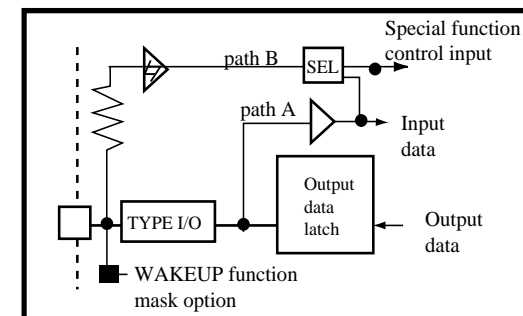 Special function
control input
path B
SEL
path A
Input
data
Output
data
latch
TYPE I/O
Output
data
WAKEUP function
mask option